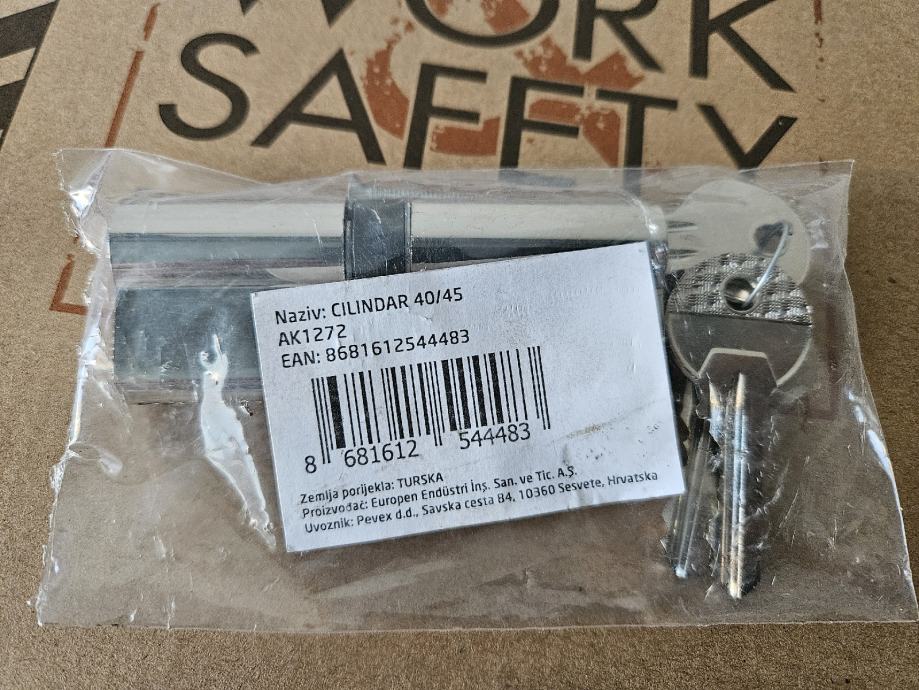 WORK
SAFETY
Naziv: CILINDAR 40/45
AK1272
EAN: 8681612544483
8 681612 544483
Zemlja porijekla: TURSKA
Proizvođač: Europen Endüstri İnş. San. ve Tic. A.Ş.
Uvoznik: Pevex d.d., Savska cesta 84, 10360 Sesvete, Hrvatska